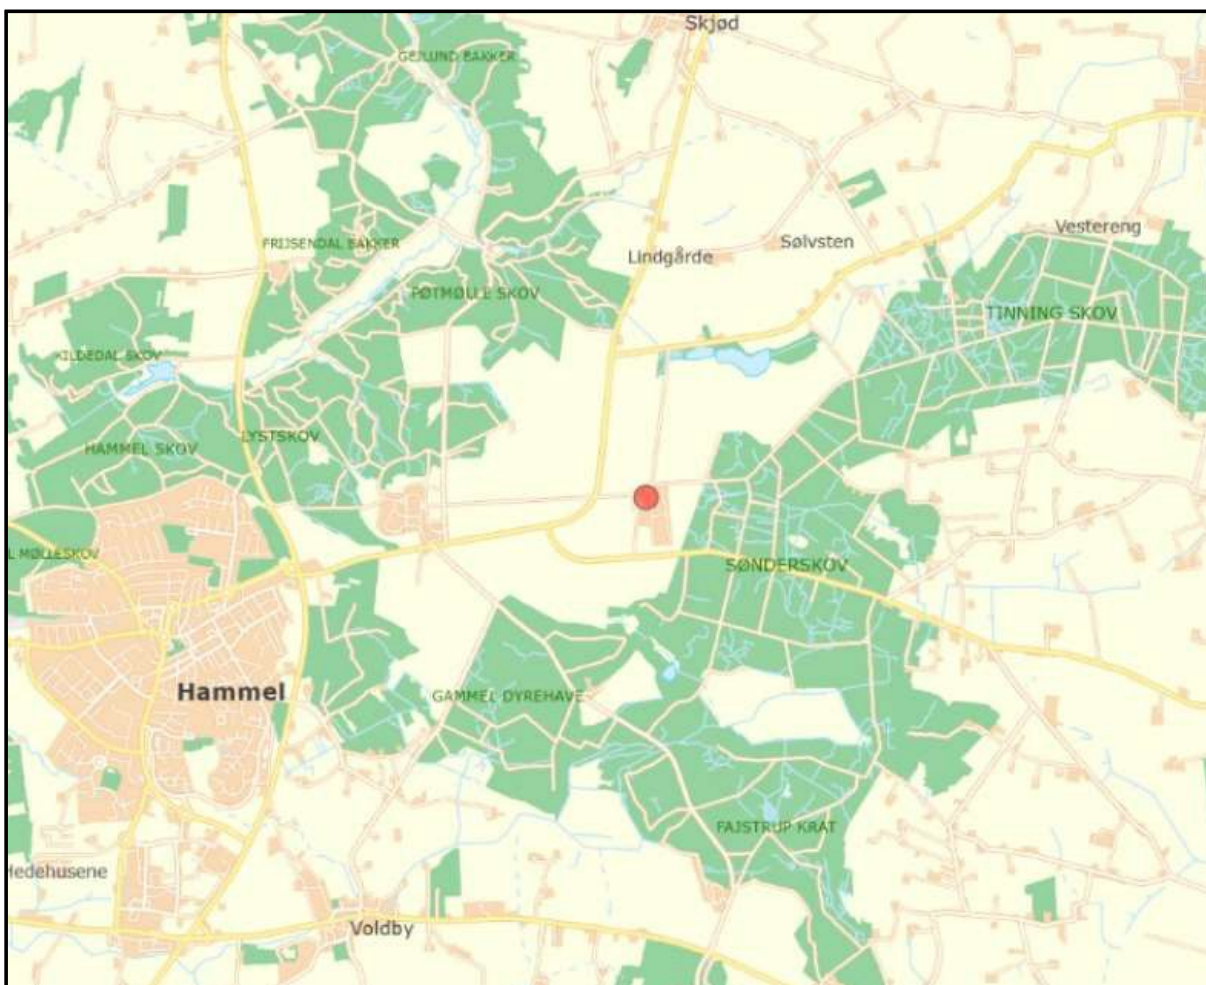 Skjød
GEJLUND BAKKER
Vestereng
FRIJSENDAL BAKKER
Sølvsten
Lindgårde
PØTMØLLE SKOV
TINNING SKOV
KILDEDAL SKOV
LYSTSKOV
HAMMEL SKOV
L MØLLESKOV
SØNDERSKOV
Hammel
GAMMEL DYREHAVE
FAJSTRUP KRAT
Hedehusene
Voldby